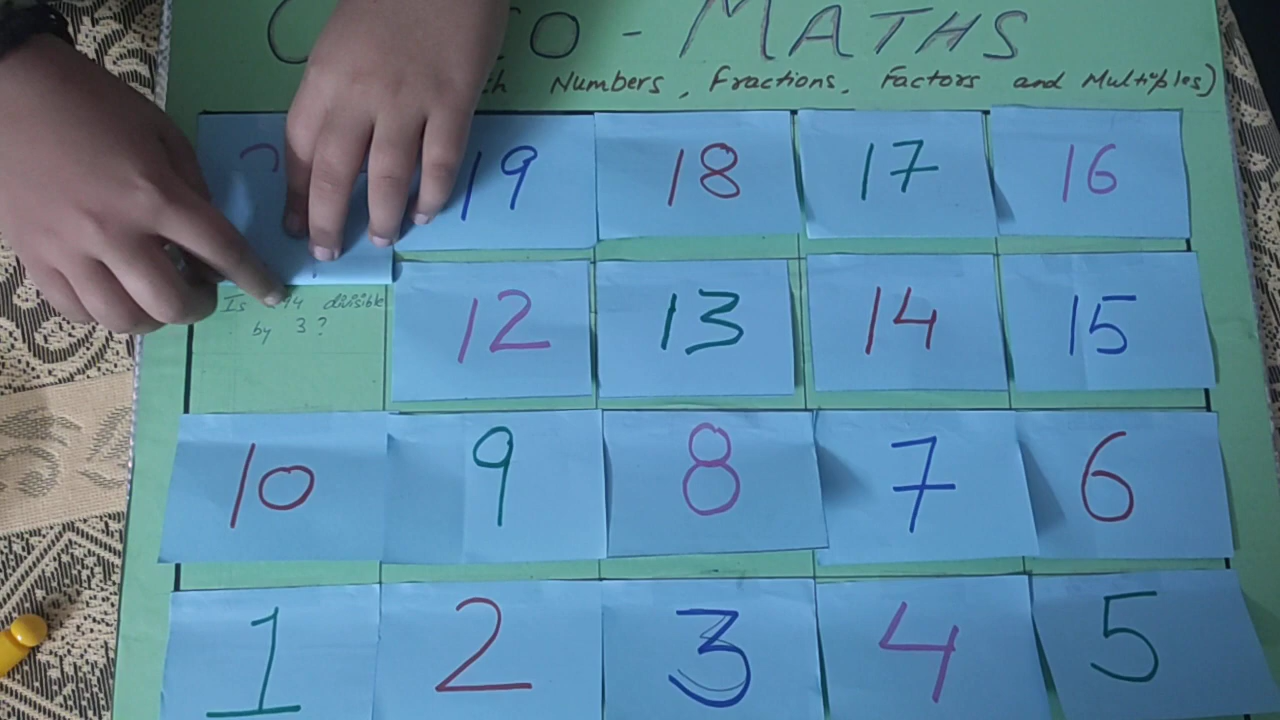 - MATHS
Numbers, Fractions, Factors and Multiples)
19 18 17 16
Is divisible
by 3?
12 13 14 15
10 9 8 7 6
1 2 3 4 5